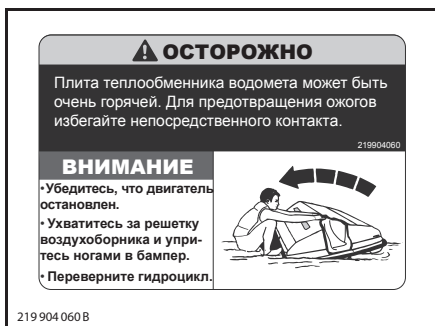 ОСТОРОЖНО
Плита теплообменника водомета может быть
очень горячей. Для предотвращения ожогов
избегайте непосредственного контакта.
219904060
ВНИМАНИЕ
•Убедитесь, что двигатель
остановлен.
• Ухватитесь за решетку
воздухоборника и упри-
тесь ногами в бампер.
• Переверните гидроцикл.
219 904 060 B